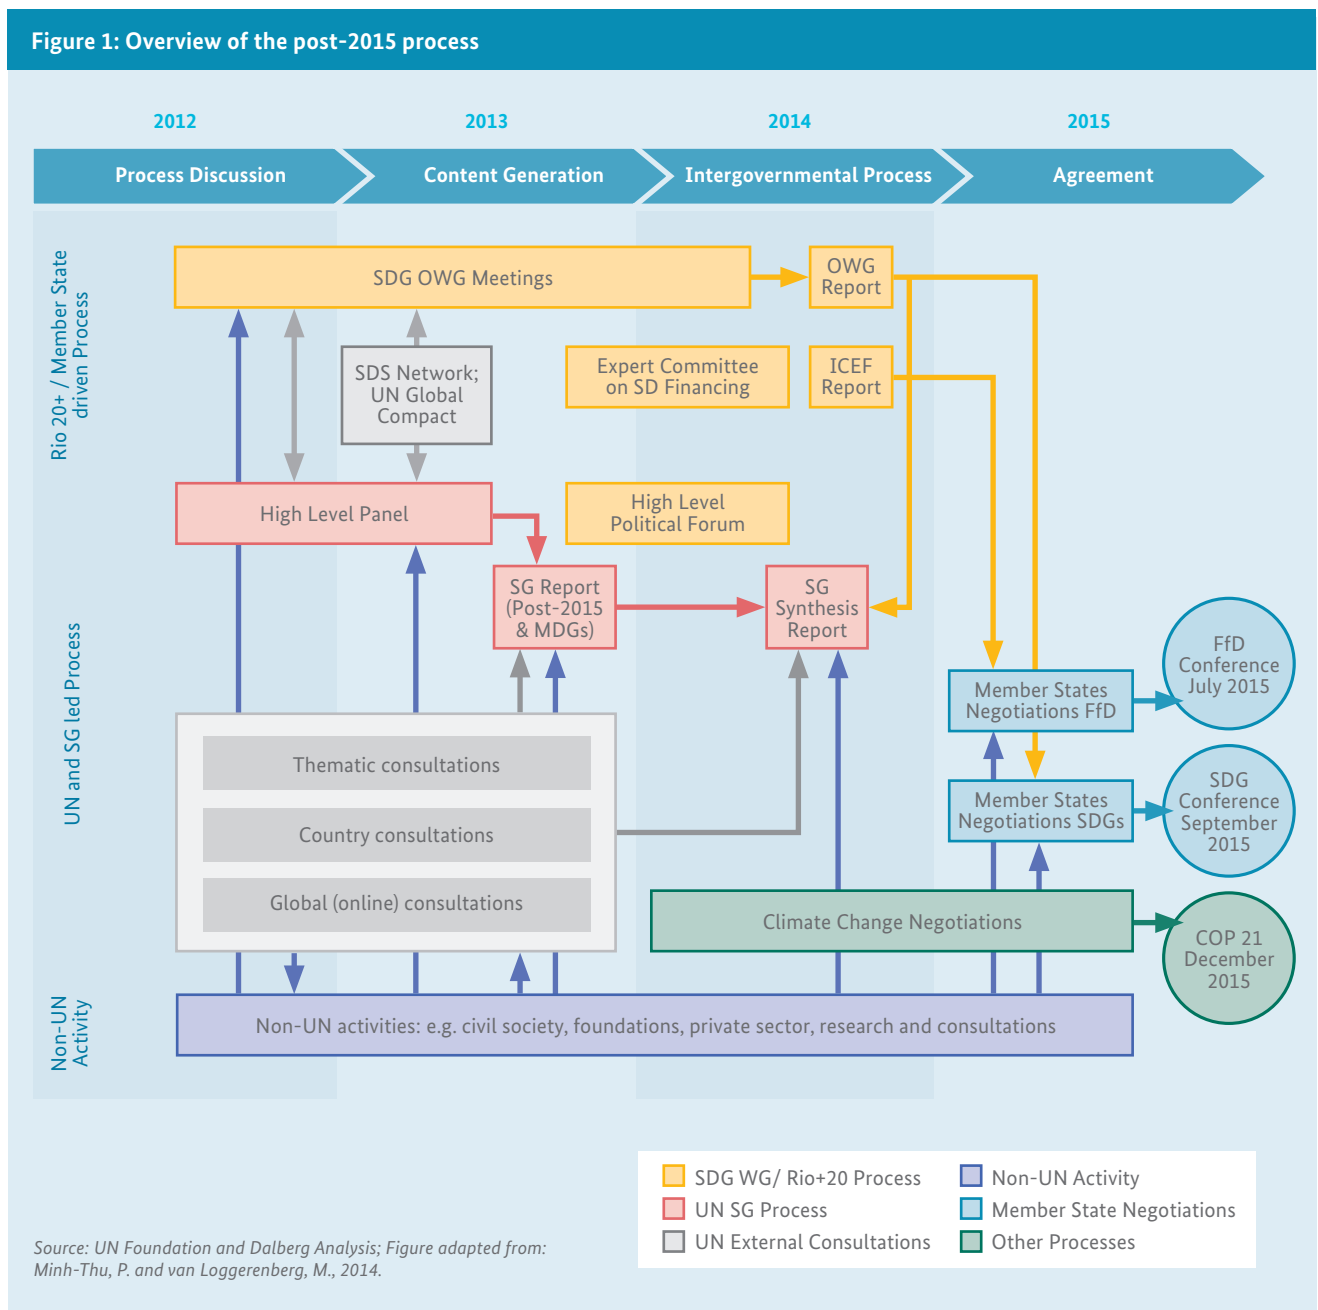 Figure 1: Overview of the post-2015 process
2012
2013
2014
2015
Process Discussion
Content Generation
Intergovernmental Process
Agreement
Rio 20+ / Member State
driven Process
SDG OWG Meetings
OWG
Report
SDS Network;
UN Global
Compact
Expert Committee
on SD Financing
ICEF
Report
High Level Panel
High Level
Political Forum
UN and SG led Process
SG Report
(Post-2015
& MDGs)
SG
Synthesis
Report
FfD
Conference
July 2015
Member States
Negotiations FfD
Thematic consultations
Country consultations
Global (online) consultations
Member States
Negotiations SDGs
SDG
Conference
September
2015
Climate Change Negotiations
COP 21
December
2015
Non-UN
Activity
Non-UN activities: e.g. civil society, foundations, private sector, research and consultations
SDG WG/ Rio+20 Process
UN SG Process
UN External Consultations
Non-UN Activity
Member State Negotiations
Other Processes
Source: UN Foundation and Dalberg Analysis; Figure adapted from:
Minh-Thu, P. and van Loggerenberg, M., 2014.